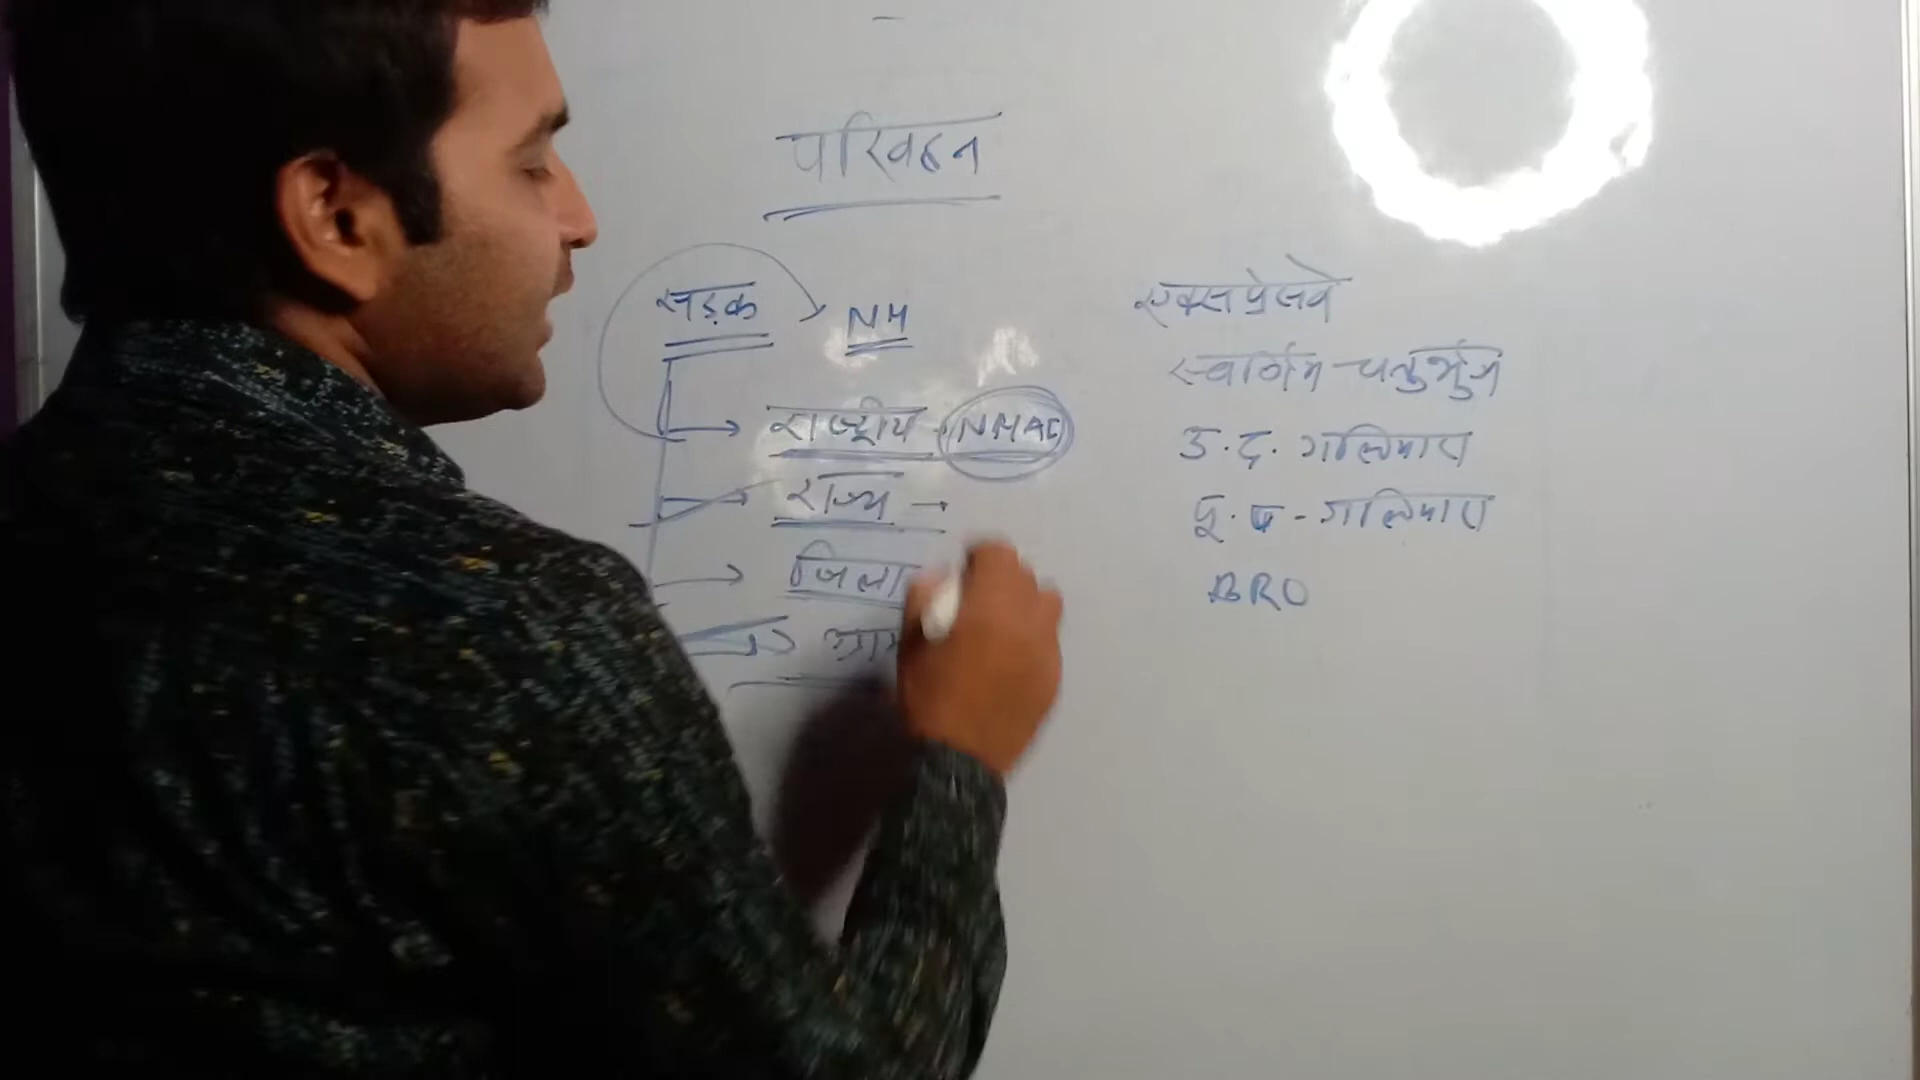 परिवहन
सड़क NH
राष्ट्रीय - NHAI
राज्य →
जिला
ग्राम
एक्सप्रेसवे
स्वर्णिम-चतुर्भुज
उ.द. गलियारा
पू.प - गलियारा
BRO